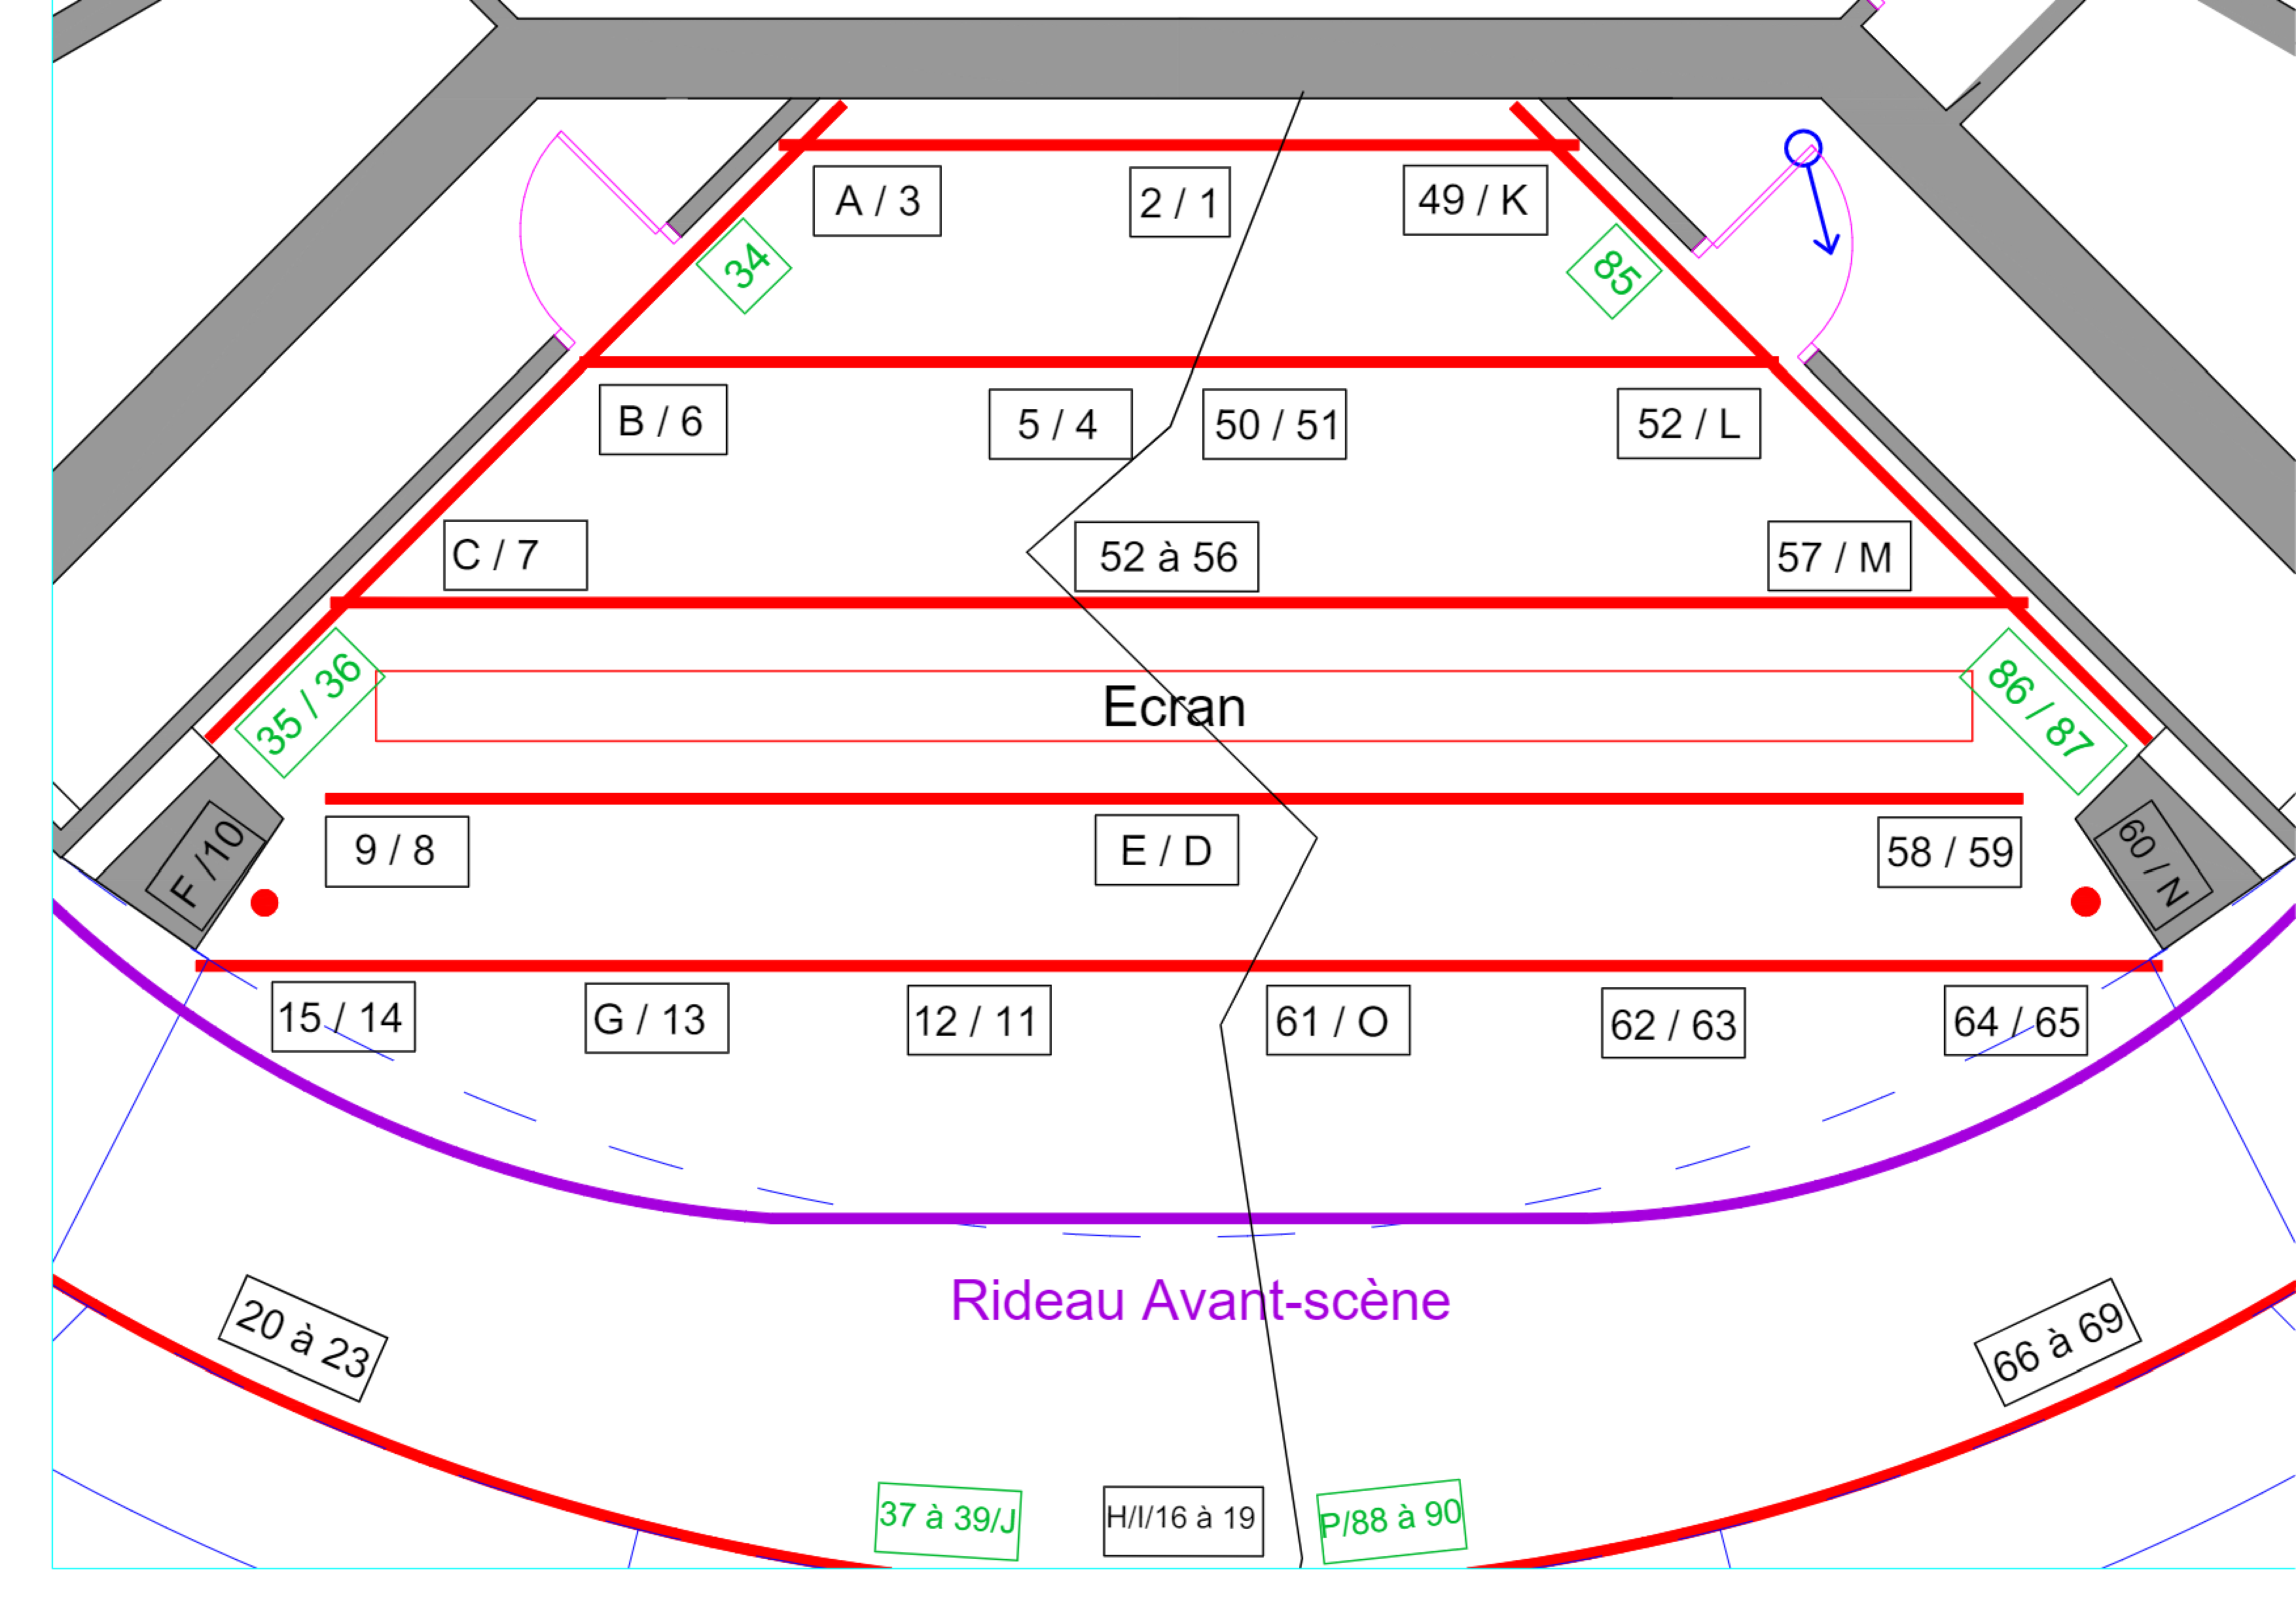 A / 3
2 / 1
49 / K
34
85
B / 6
5 / 4
50 / 51
52 / L
C / 7
52 à 56
57 / M
35 / 36
Ecran
86 / 87
F /10
9 / 8
E / D
58 / 59
60 / N
15 / 14
G / 13
12 / 11
61 / O
62 / 63
64 / 65
Rideau Avant-scène
20 à 23
66 à 69
37 à 39/J
H/I/16 à 19
P/88 à 90